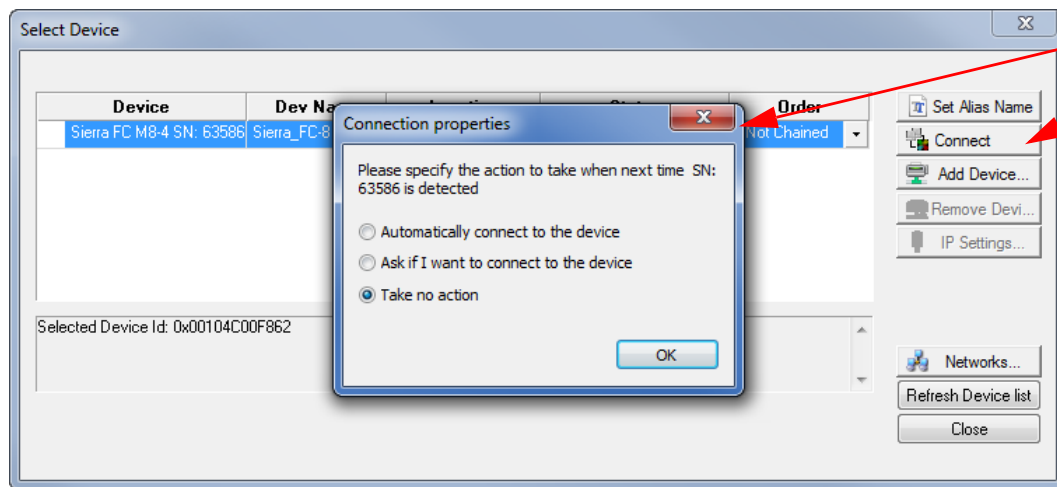 Select Device
Device Dev Na Order
Sierra FC M8-4 SN: 63586 Sierra_FC-8 Not Chained
Connection properties
Please specify the action to take when next time SN:
63586 is detected
Automatically connect to the device
Ask if I want to connect to the device
Take no action
OK
Selected Device Id: 0x00104C00F862
Set Alias Name
Connect
Add Device...
Remove Devi...
IP Settings...
Networks...
Refresh Device list
Close